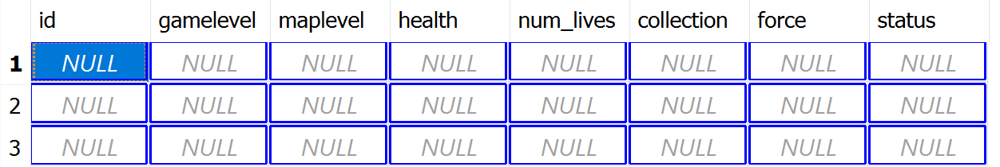 id gamelevel maplevel health num_lives collection force status
1 NULL NULL NULL NULL NULL NULL NULL NULL
2 NULL NULL NULL NULL NULL NULL NULL NULL
3 NULL NULL NULL NULL NULL NULL NULL NULL